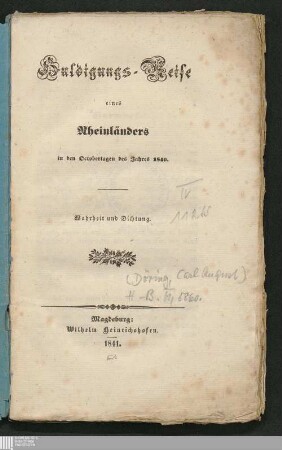 Huldigungs-Reise
eines
Rheinländers
in den Octobertagen des Jahres 1840.
Wahrheit und Dichtung.
IV
(Döring, Carl August)
Magdeburg:
Wilhelm Heinrichshofen.
1841.